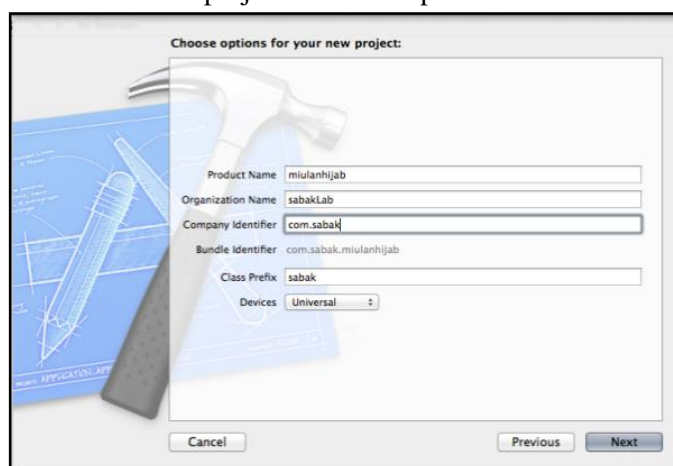 Choose options for your new project:
Product Name miulanhijab
Organization Name sabakLab
Company Identifier com.sabak
Bundle Identifier com.sabak.miulanhijab
Class Prefix sabak
Devices Universal
Cancel Previous Next